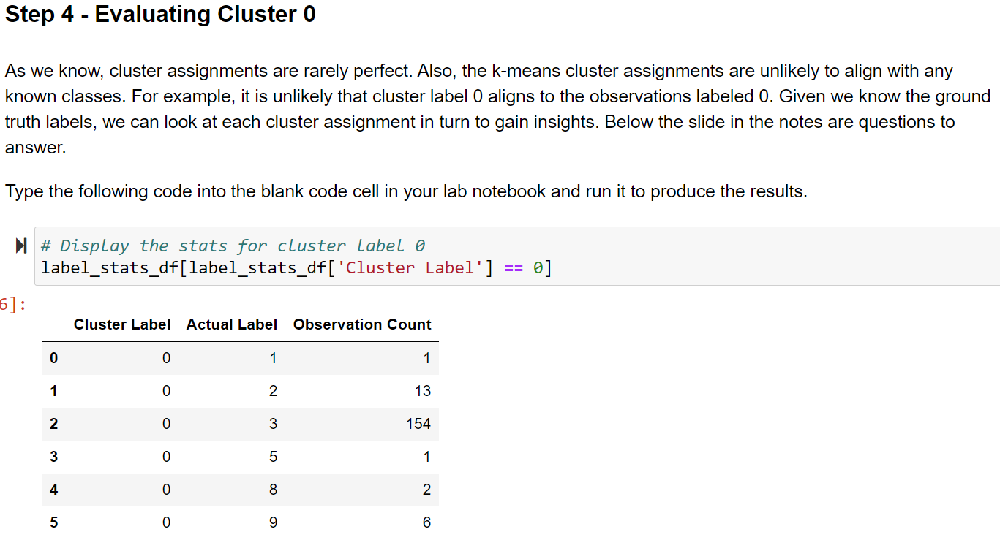 Step 4 - Evaluating Cluster 0
As we know, cluster assignments are rarely perfect. Also, the k-means cluster assignments are unlikely to align with any
known classes. For example, it is unlikely that cluster label 0 aligns to the observations labeled 0. Given we know the ground
truth labels, we can look at each cluster assignment in turn to gain insights. Below the slide in the notes are questions to
answer.
Type the following code into the blank code cell in your lab notebook and run it to produce the results.
# Display the stats for cluster label 0
label_stats_df[label_stats_df['Cluster Label'] == 0]
6]:
Cluster Label Actual Label Observation Count
0 0 1 1
1 0 2 13
2 0 3 154
3 0 5 1
4 0 8 2
5 0 9 6